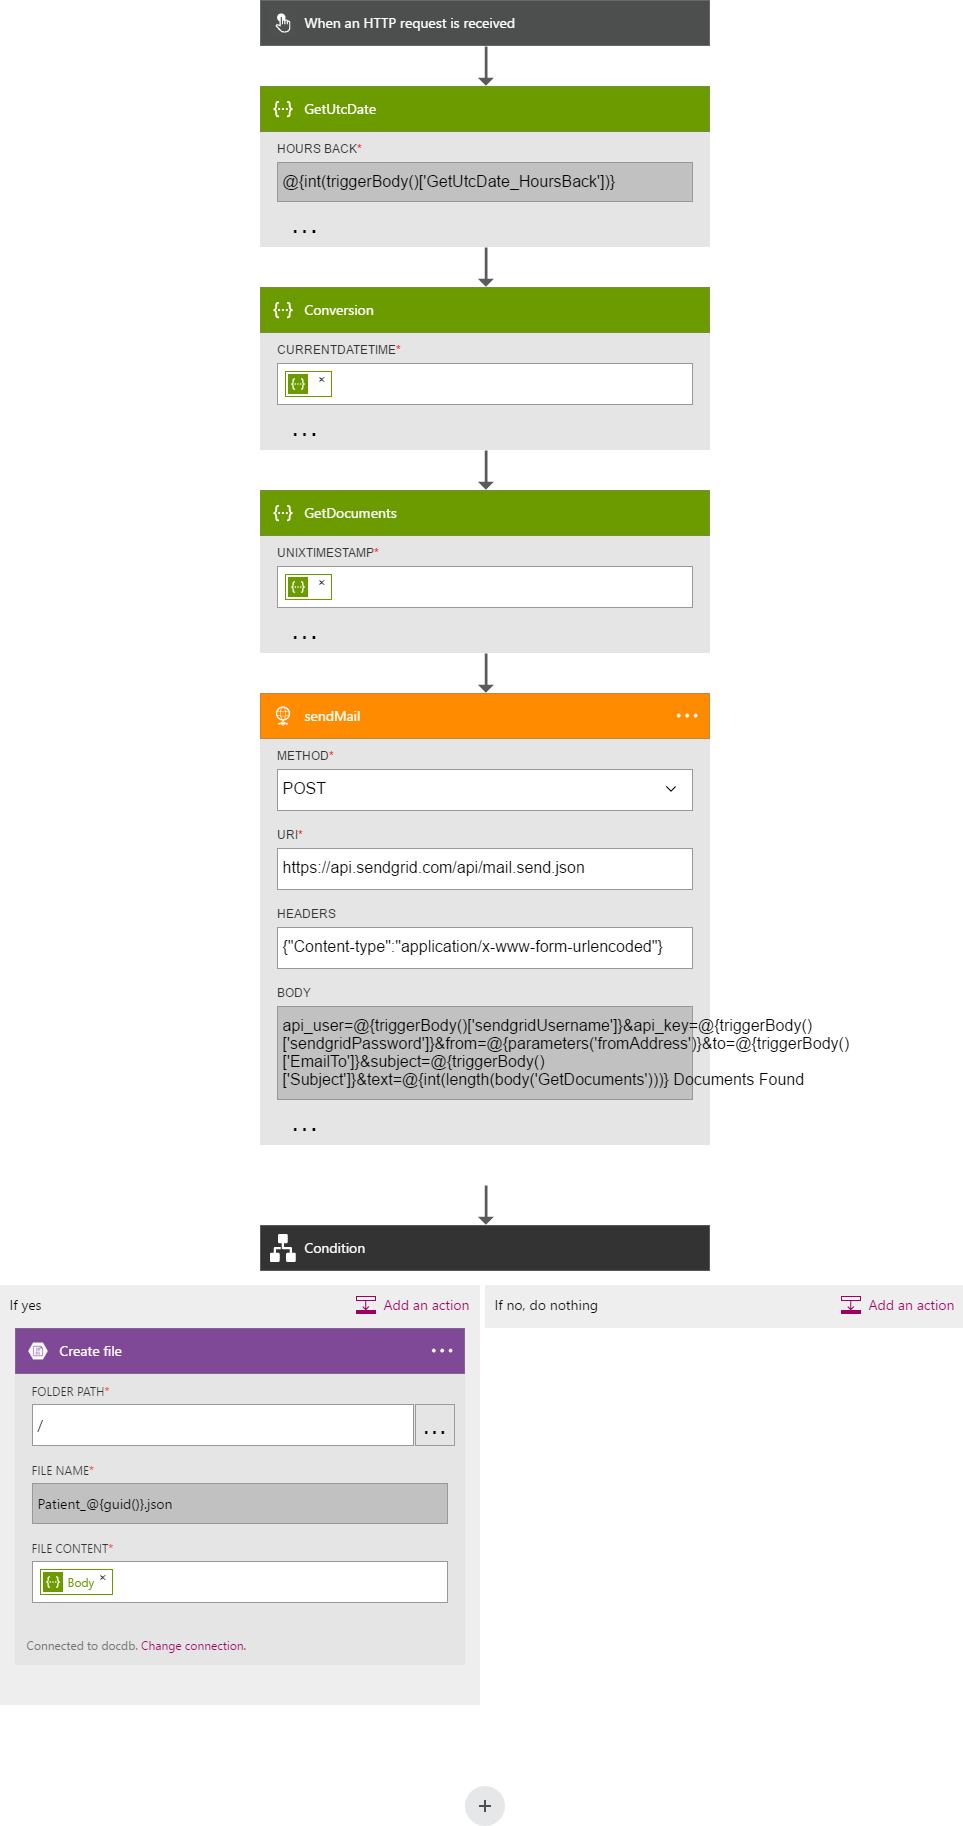 When an HTTP request is received
GetUtcDate
HOURS BACK*
@{int(triggerBody()['GetUtcDate_HoursBack'])}
...
Conversion
CURRENTDATETIME*
{··} ×
...
GetDocuments
UNIXTIMESTAMP*
{··} ×
...
sendMail ...
METHOD*
POST
URI*
https://api.sendgrid.com/api/mail.send.json
HEADERS
{"Content-type":"application/x-www-form-urlencoded"}
BODY
api_user=@{triggerBody()['sendgridUsername']}&api_key=@{triggerBody()
['sendgridPassword']}&from=@{parameters('fromAddress')}&to=@{triggerBody()
['EmailTo']}&subject=@{triggerBody()
['Subject']}&text=@{int(length(body('GetDocuments')))} Documents Found
...
Condition
If yes
Add an action
If no, do nothing
Add an action
Create file ...
FOLDER PATH*
/
...
FILE NAME*
Patient_@{guid()}.json
FILE CONTENT*
{··} Body ×
Connected to docdb. Change connection.
+